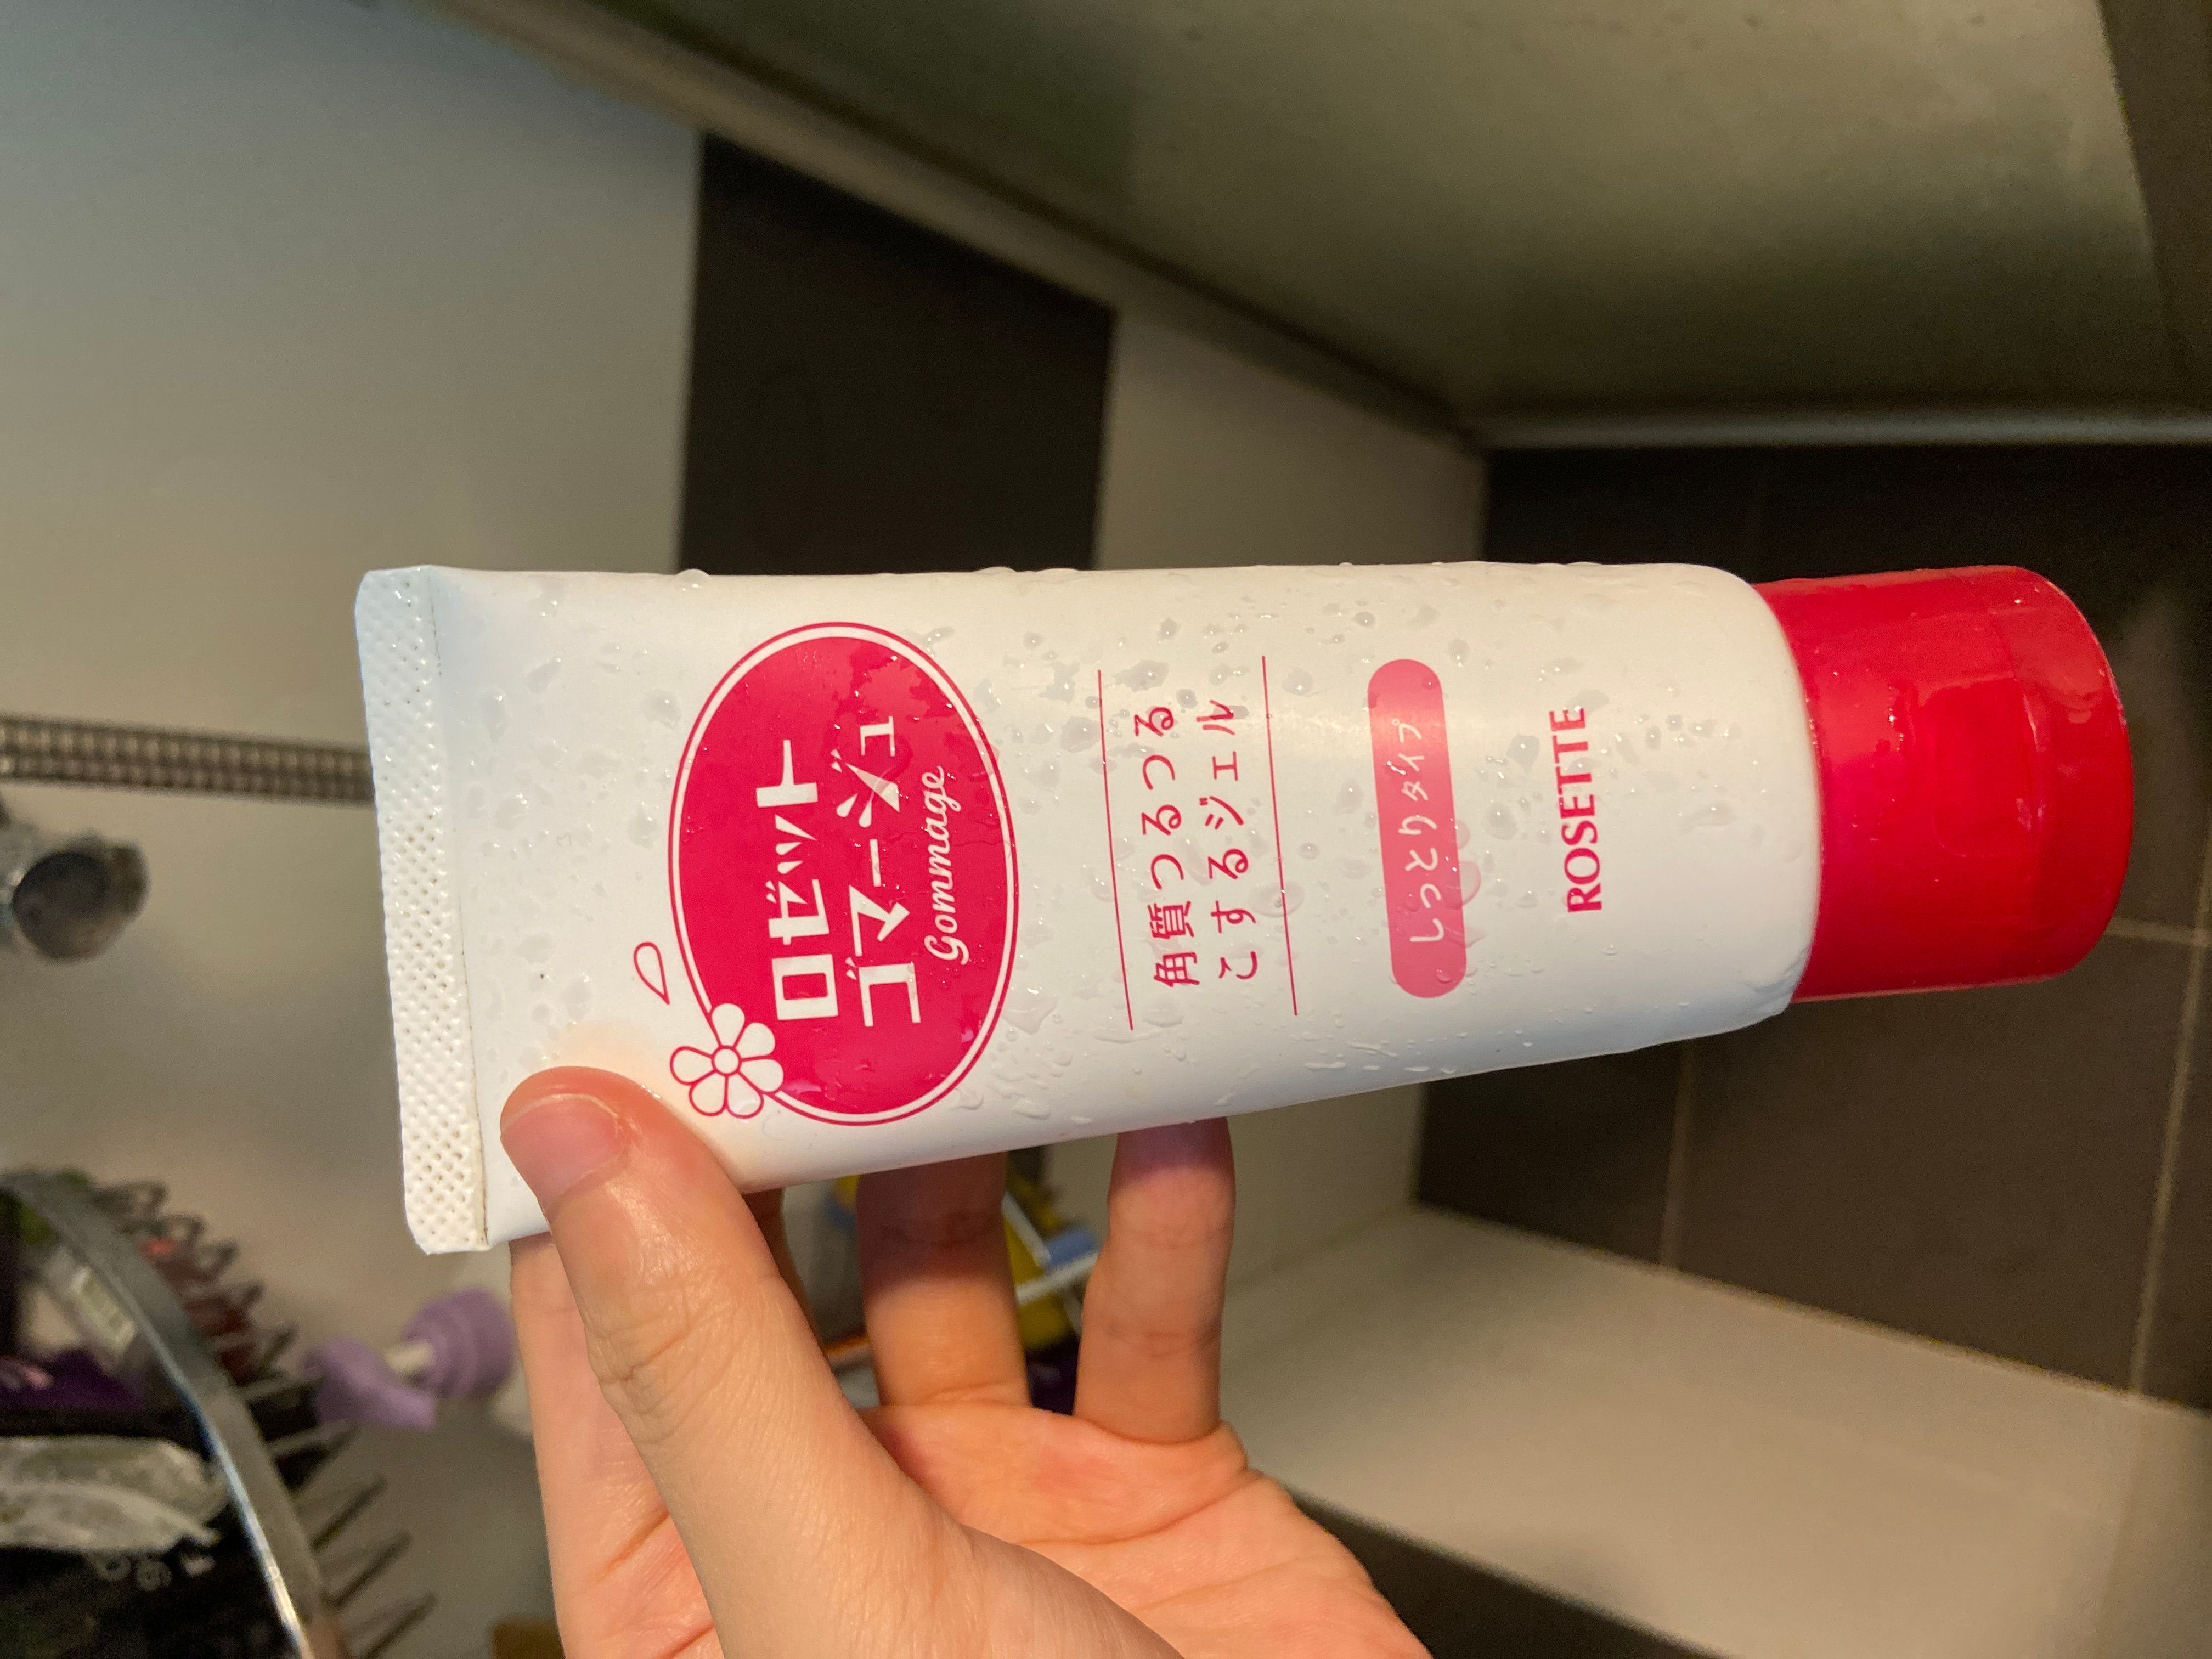 ロゼット
ゴマージュ
Gommage
角質つるつる
こするジェル
しっとりタイプ
ROSETTE